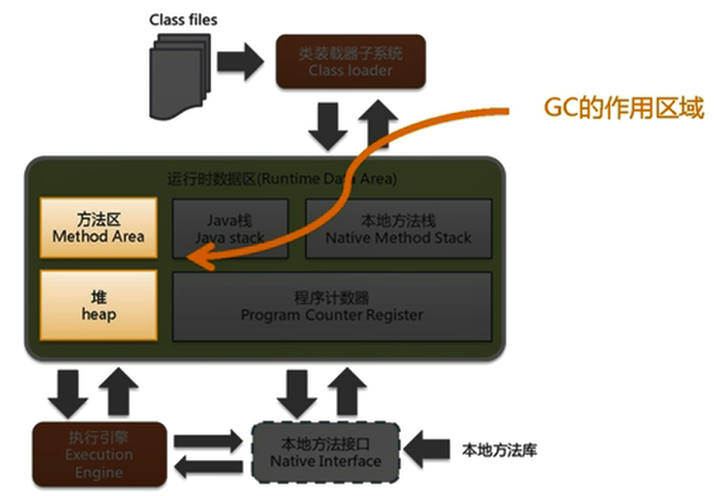 Class files
类装载器子系统
Class loader
GC的作用区域
运行时数据区(Runtime Data Area)
方法区
Method Area
Java栈
Java stack
本地方法栈
Native Method Stack
堆
heap
程序计数器
Program Counter Register
执行引擎
Execution
Engine
本地方法接口
Native Interface
本地方法库